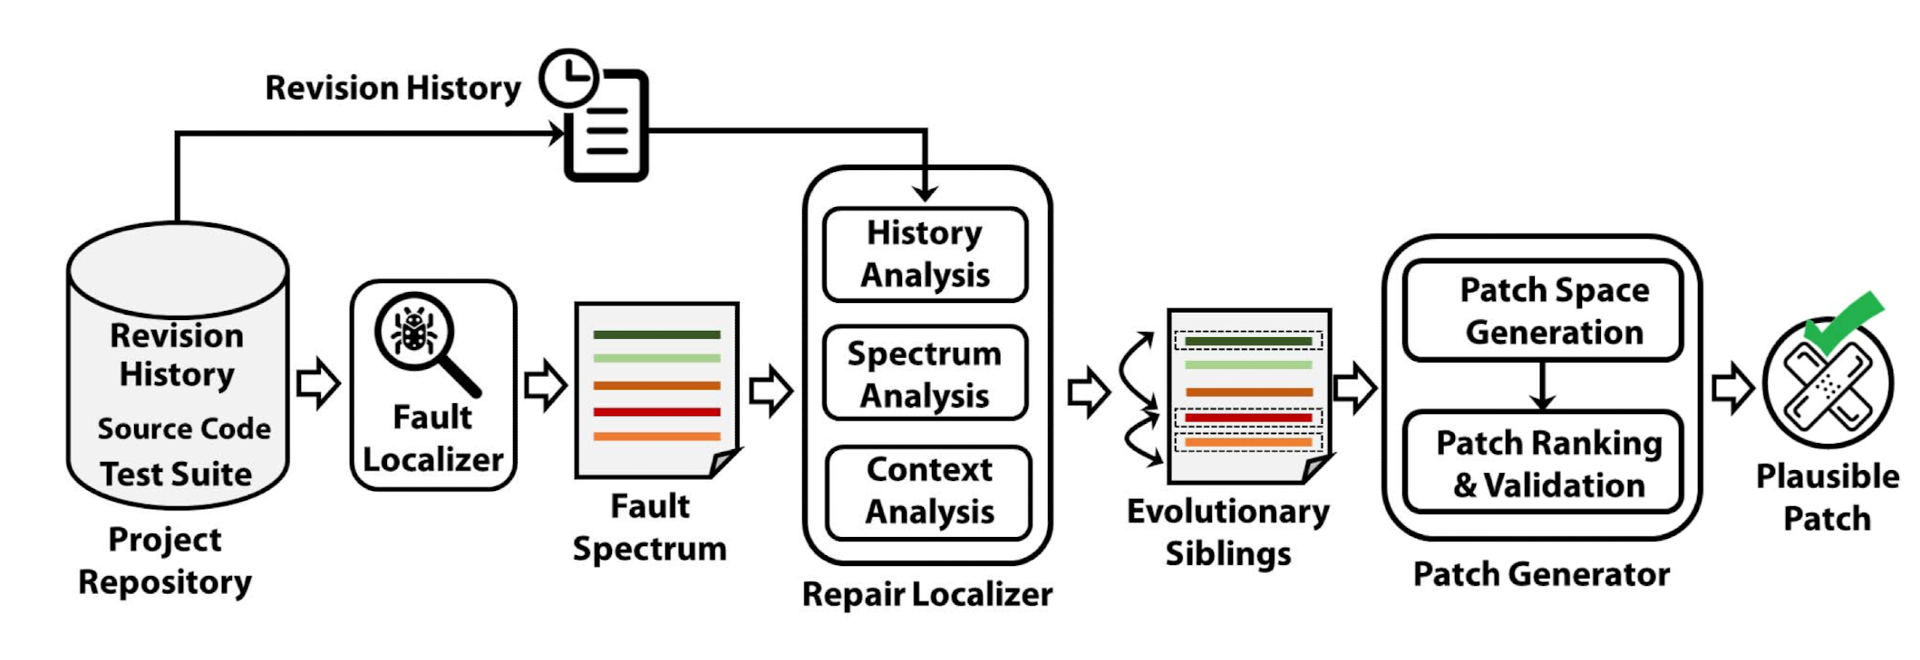 Revision History
Revision
History
Source Code
Test Suite
Project
Repository
Fault
Localizer
Fault
Spectrum
History
Analysis
Spectrum
Analysis
Context
Analysis
Repair Localizer
Evolutionary
Siblings
Patch Space
Generation
Patch Ranking
& Validation
Patch Generator
Plausible
Patch